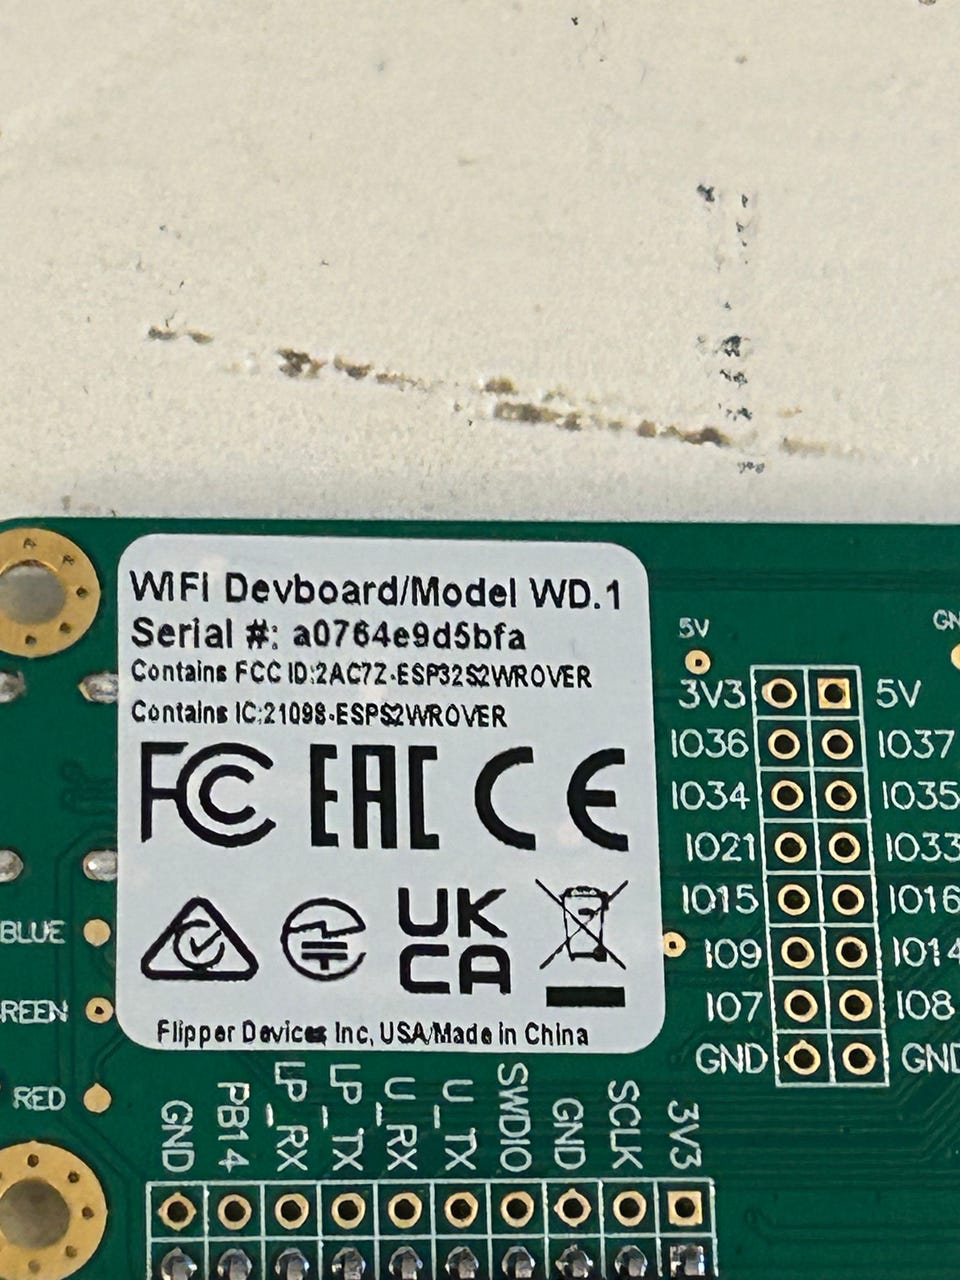 WIFI Devboard/Model WD.1
Serial #: a0764e9d5bfa
Contains FCC ID:2AC7Z-ESP32S2WROVER
Contains IC:21098-ESPS2WROVER
FC EAC CE
UK
CA
Flipper Devices Inc, USA/Made in China
5V
GN
3V3 5V
IO36 IO37
IO34 IO35
IO21 IO33
IO15 IO16
IO9 IO14
IO7 IO8
GND GND
BLUE
REEN
RED
GND
PB14
LP_RX
LP_TX
U_RX
U_TX
SWDIO
GND
SCLK
3V3